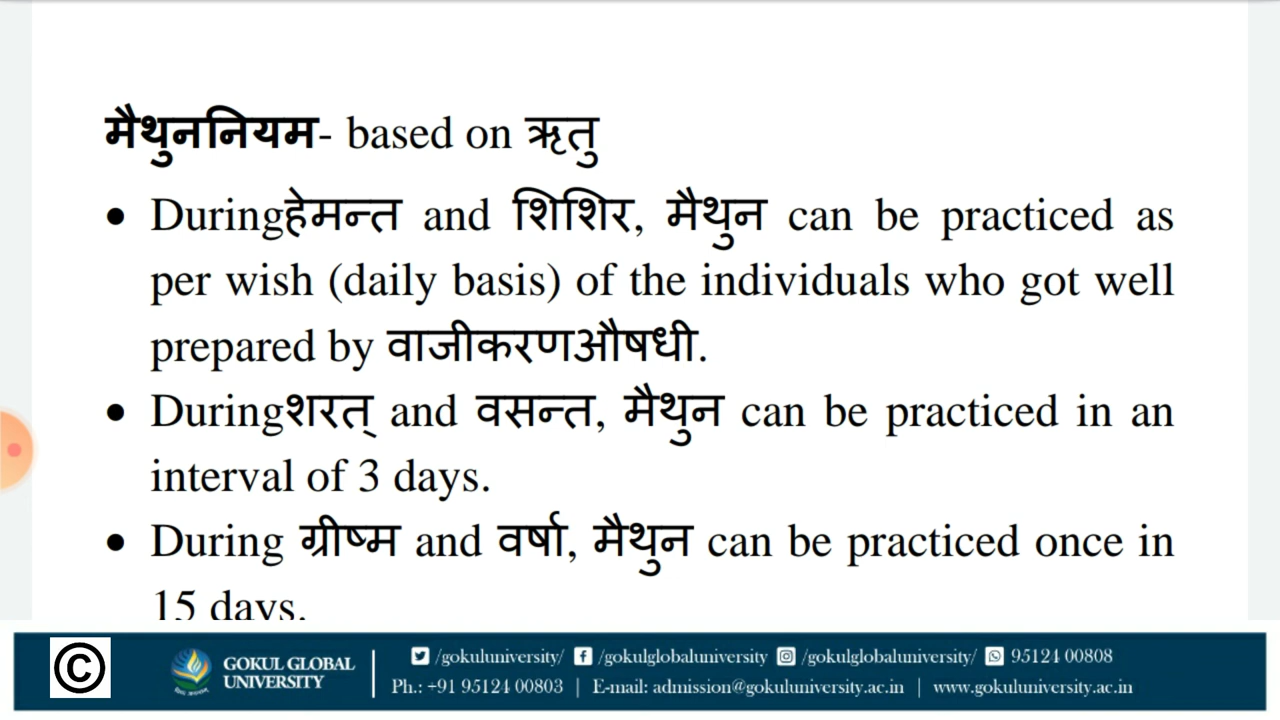 मैथुननियम- based on ऋतु
• Duringहेमन्त and शिशिर, मैथुन can be practiced as
per wish (daily basis) of the individuals who got well
prepared by वाजीकरणऔषधी.
• Duringशरत् and वसन्त, मैथुन can be practiced in an
interval of 3 days.
• During ग्रीष्म and वर्षा, मैथुन can be practiced once in
15 days.
©
GOKUL GLOBAL
UNIVERSITY
/gokuluniversity/ /gokulglobaluniversity /gokulglobaluniversity/ 95124 00808
Ph.: +91 95124 00803 | E-mail: admission@gokuluniversity.ac.in | www.gokuluniversity.ac.in